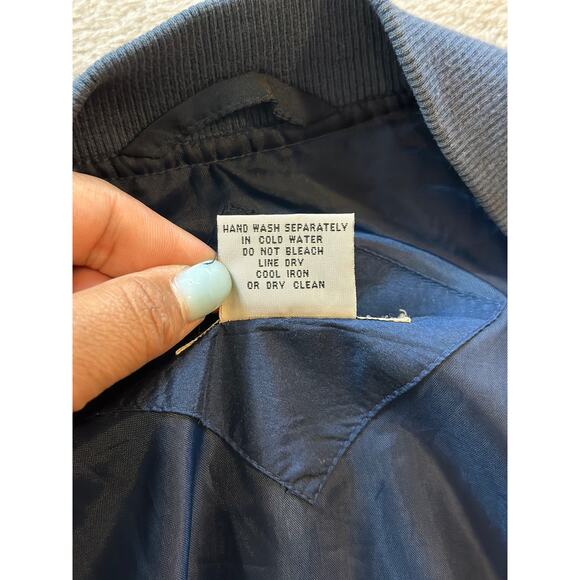 HAND WASH SEPARATELY
IN COLD WATER
DO NOT BLEACH
LINE DRY
COOL IRON
OR DRY CLEAN